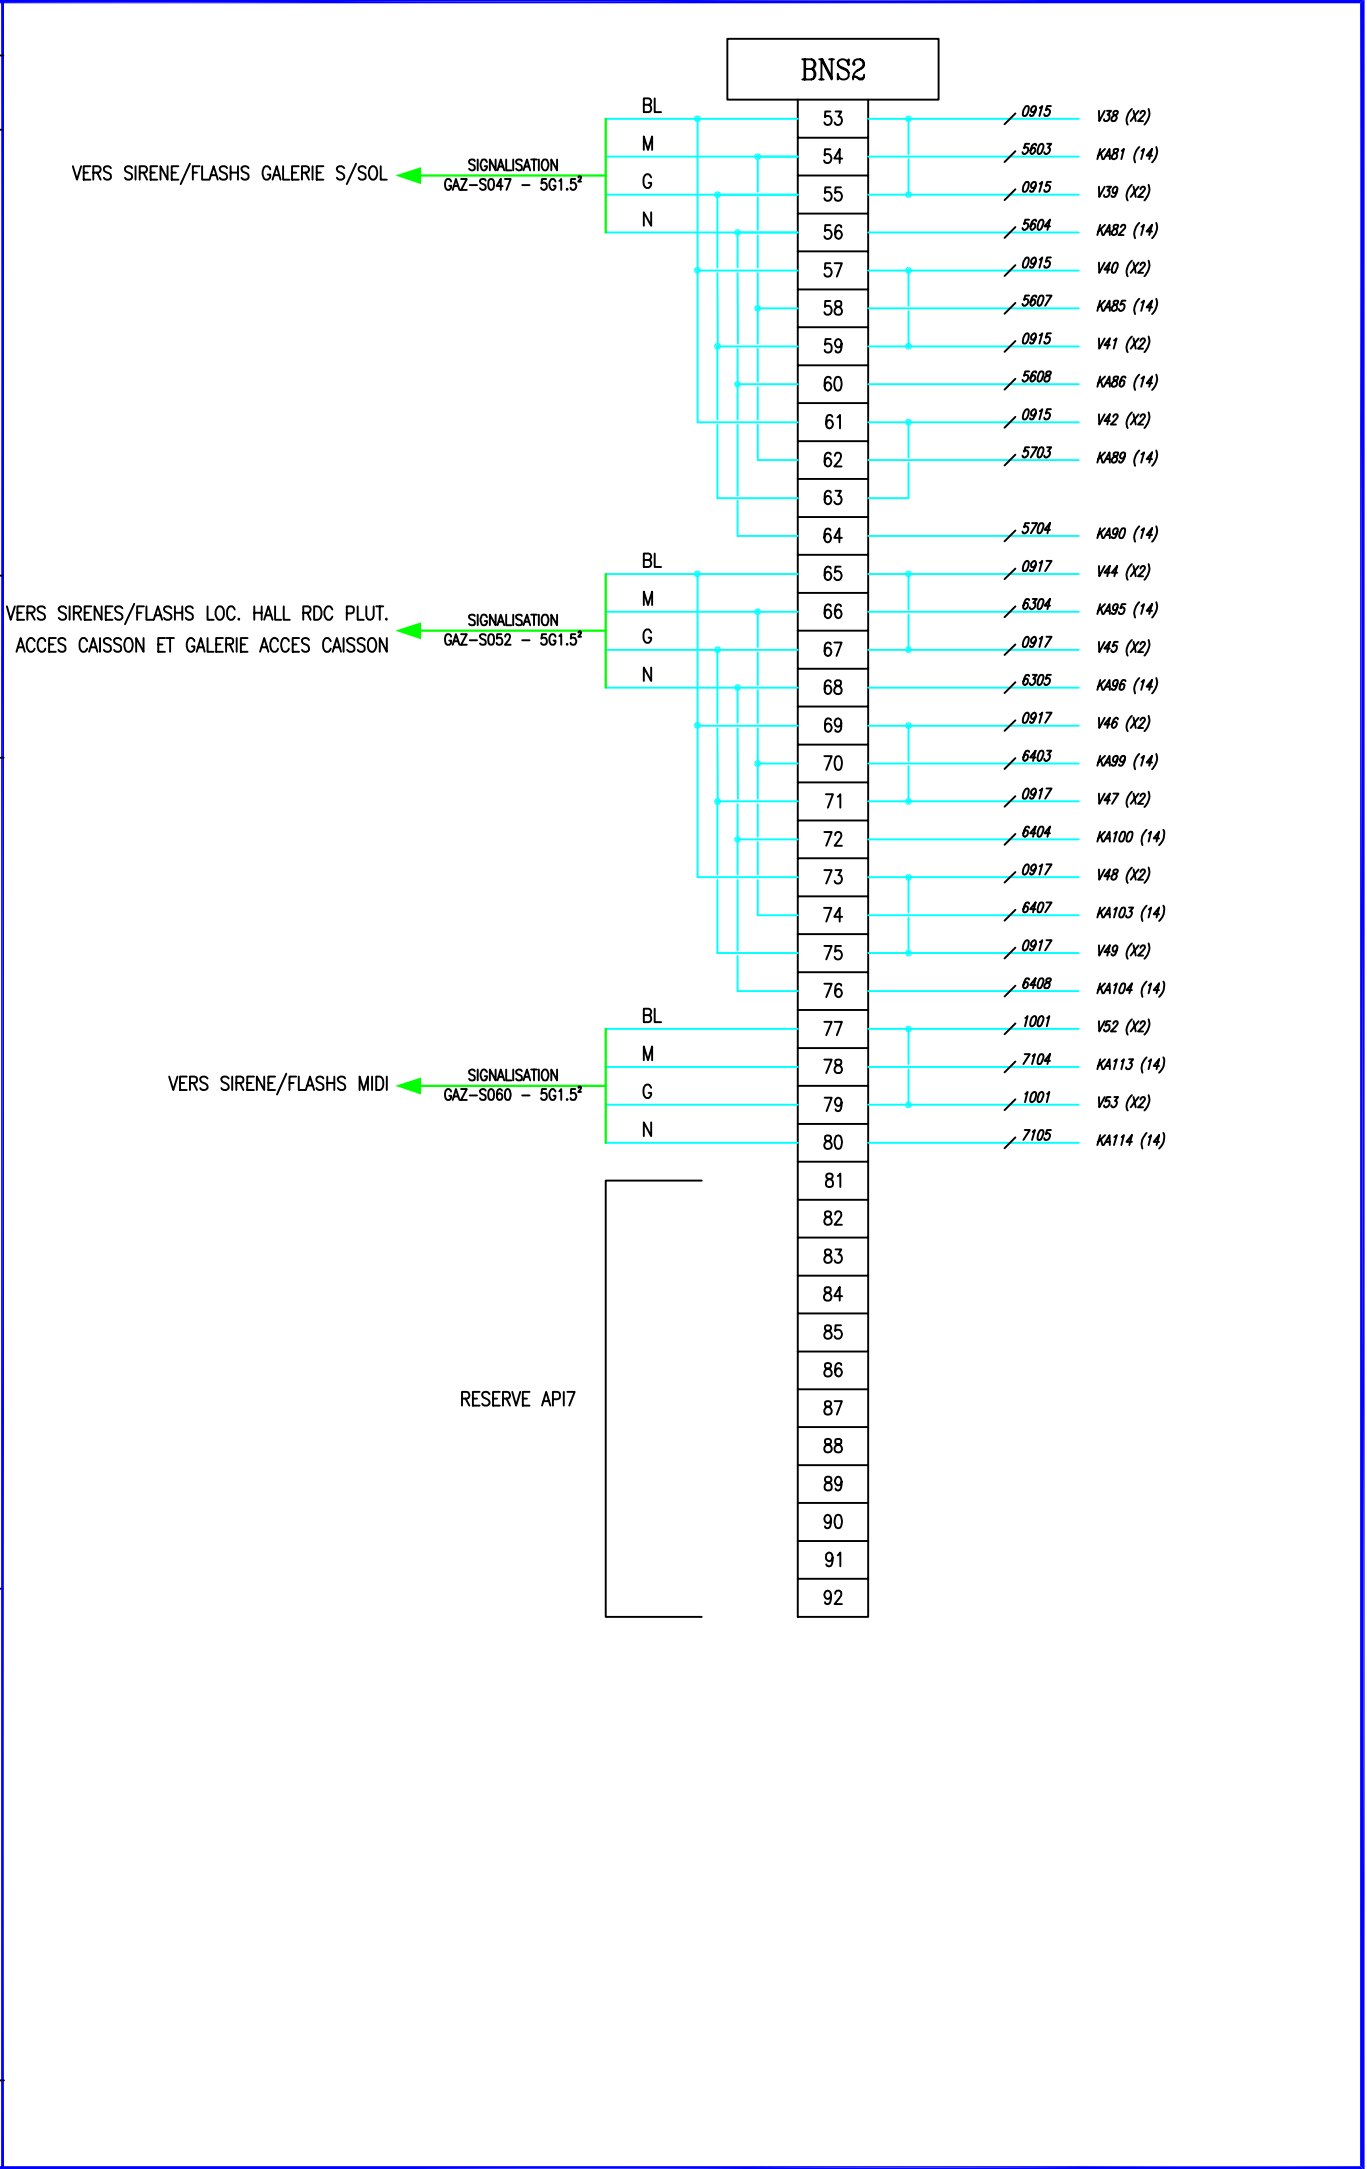 BNS2
BL 53 0915 V38 (X2)
M 54 5603 KA81 (14)
VERS SIRENE/FLASHS GALERIE S/SOL
SIGNALISATION
GAZ-S047 - 5G1.5²
G 55 0915 V39 (X2)
N 56 5604 KA82 (14)
57 0915 V40 (X2)
58 5607 KA85 (14)
59 0915 V41 (X2)
60 5608 KA86 (14)
61 0915 V42 (X2)
62 5703 KA89 (14)
63
64 5704 KA90 (14)
BL 65 0917 V44 (X2)
M 66 6304 KA95 (14)
VERS SIRENES/FLASHS LOC. HALL RDC PLUT.
ACCES CAISSON ET GALERIE ACCES CAISSON
SIGNALISATION
GAZ-S052 - 5G1.5²
G 67 0917 V45 (X2)
N 68 6305 KA96 (14)
69 0917 V46 (X2)
70 6403 KA99 (14)
71 0917 V47 (X2)
72 6404 KA100 (14)
73 0917 V48 (X2)
74 6407 KA103 (14)
75 0917 V49 (X2)
76 6408 KA104 (14)
BL 77 1001 V52 (X2)
M 78 7104 KA113 (14)
VERS SIRENE/FLASHS MIDI
SIGNALISATION
GAZ-S060 - 5G1.5²
G 79 1001 V53 (X2)
N 80 7105 KA114 (14)
81
82
83
84
85
86
RESERVE API7
87
88
89
90
91
92